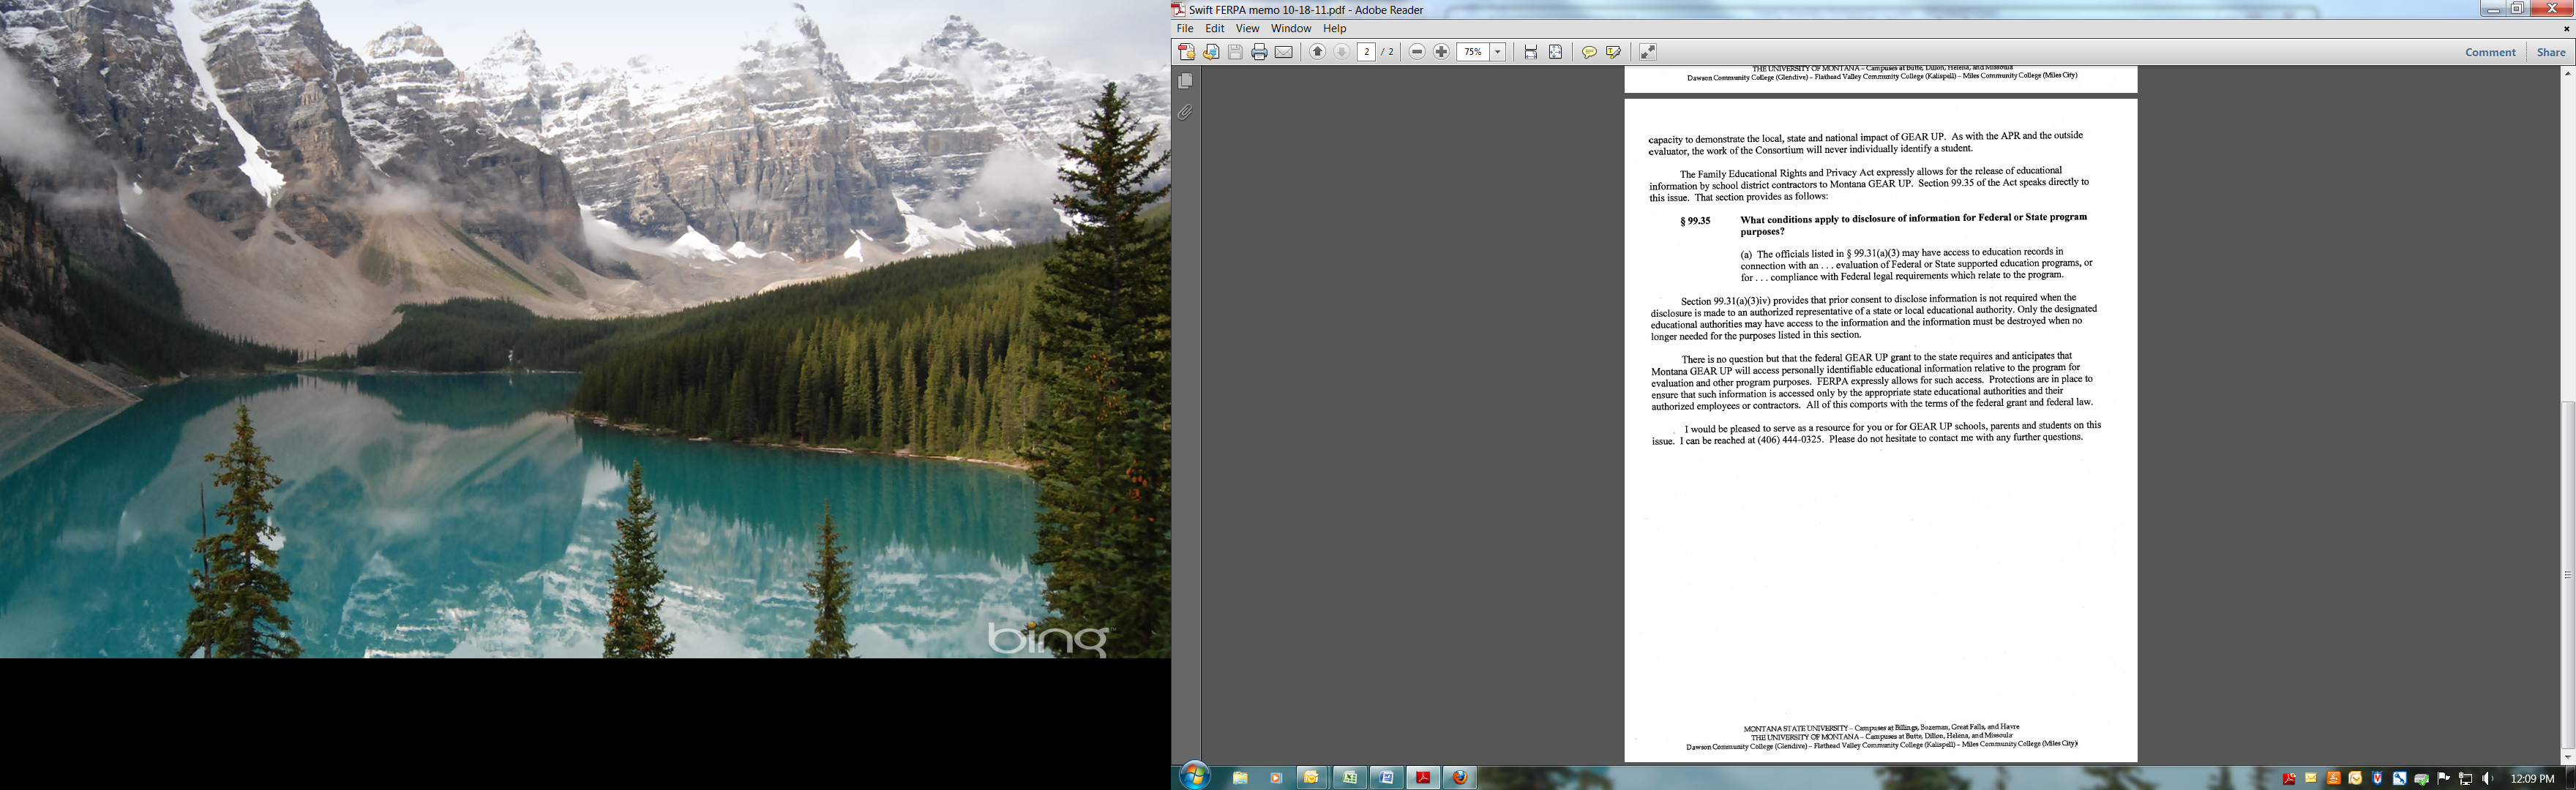 bing
Swift FERPA memo 10-18-11.pdf - Adobe Reader
File Edit View Window Help
2 / 2 75% Comment Share
THE UNIVERSITY OF MONTANA – Campuses at Butte, Dillon, Helena, and Missoula
Dawson Community College (Glendive) – Flathead Valley Community College (Kalispell) – Miles Community College (Miles City)
capacity to demonstrate the local, state and national impact of GEAR UP. As with the APR and the outside
evaluator, the work of the Consortium will never individually identify a student.
The Family Educational Rights and Privacy Act expressly allows for the release of educational
information by school district contractors to Montana GEAR UP. Section 99.35 of the Act speaks directly to
this issue. That section provides as follows:
§ 99.35 What conditions apply to disclosure of information for Federal or State program
purposes?
(a) The officials listed in § 99.31(a)(3) may have access to education records in
connection with an . . . evaluation of Federal or State supported education programs, or
for . . . compliance with Federal legal requirements which relate to the program.
Section 99.31(a)(3)iv) provides that prior consent to disclose information is not required when the
disclosure is made to an authorized representative of a state or local educational authority. Only the designated
educational authorities may have access to the information and the information must be destroyed when no
longer needed for the purposes listed in this section.
There is no question but that the federal GEAR UP grant to the state requires and anticipates that
Montana GEAR UP will access personally identifiable educational information relative to the program for
evaluation and other program purposes. FERPA expressly allows for such access. Protections are in place to
ensure that such information is accessed only by the appropriate state educational authorities and their
authorized employees or contractors. All of this comports with the terms of the federal grant and federal law.
I would be pleased to serve as a resource for you or for GEAR UP schools, parents and students on this
issue. I can be reached at (406) 444-0325. Please do not hesitate to contact me with any further questions.
MONTANA STATE UNIVERSITY – Campuses at Billings, Bozeman, Great Falls, and Havre
THE UNIVERSITY OF MONTANA – Campuses at Butte, Dillon, Helena, and Missoula
Dawson Community College (Glendive) – Flathead Valley Community College (Kalispell) – Miles Community College (Miles City)
12:09 PM